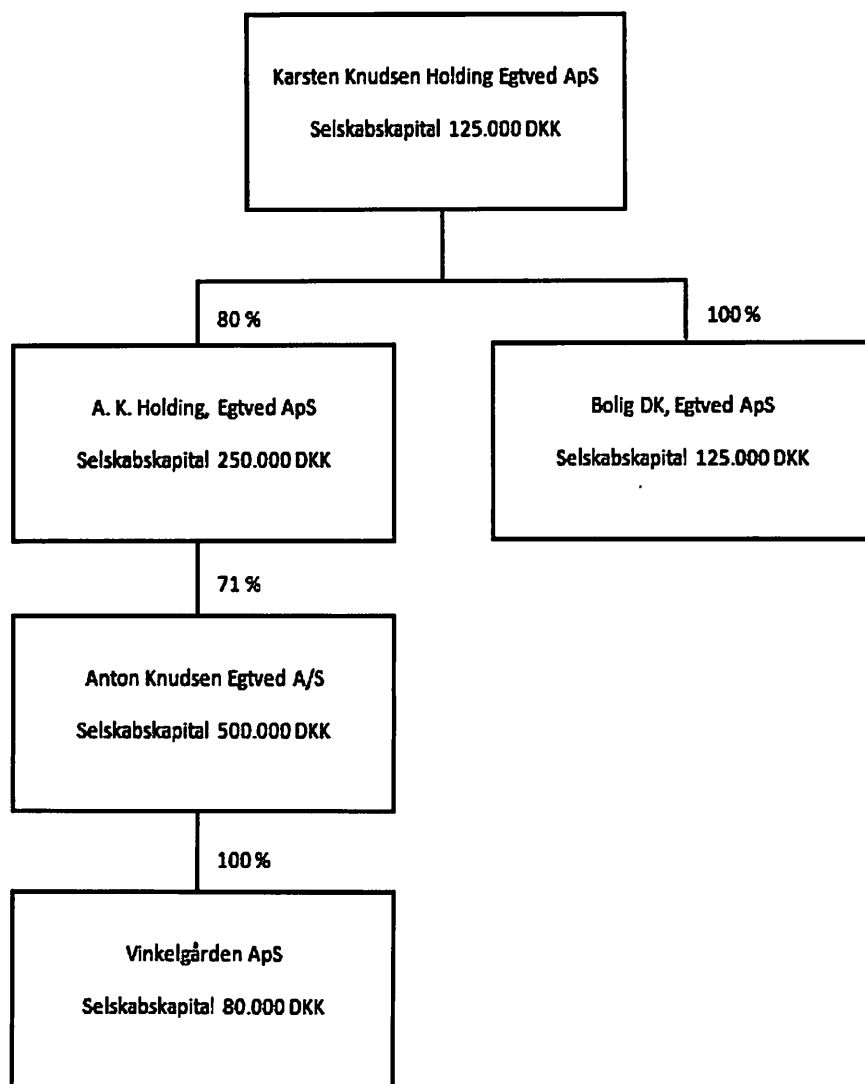 Karsten Knudsen Holding Egtved ApS
Selskabskapital 125.000 DKK
80 %
100 %
A. K. Holding, Egtved ApS
Selskabskapital 250.000 DKK
Bolig DK, Egtved ApS
Selskabskapital 125.000 DKK
71 %
Anton Knudsen Egtved A/S
Selskabskapital 500.000 DKK
100 %
Vinkelgården ApS
Selskabskapital 80.000 DKK